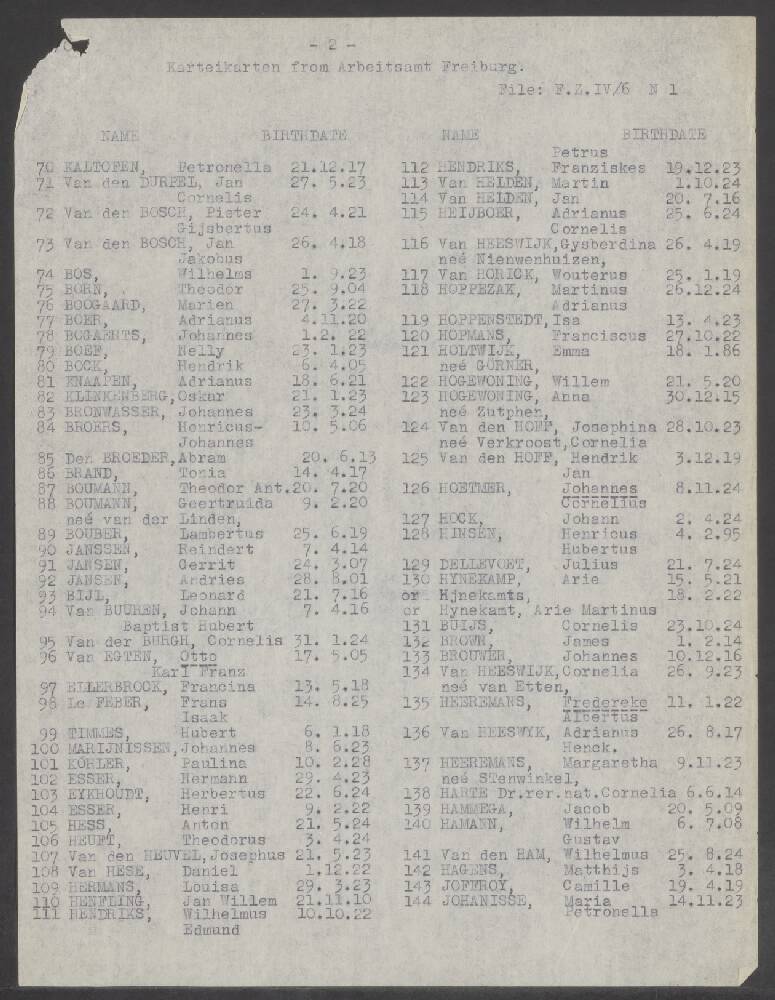 - 2 -
Karteikarten from Arbeitsamt Freiburg.
File: F.Z.IV/6 N 1
NAME BIRTHDATE
70 KALTOFEN, Petronella 21.12.17
71 Van den DURPEL, Jan 27. 5.23
Cornelis
72 Van der BOSCH, Pieter 24. 4.21
Gijsbertus
73 Van den BOSCH, Jan 26. 4.18
Jakobus
74 BOS, Wilhelms 1. 9.23
75 BORN, Theodor 25. 9.04
76 BOOGAARD, Marien 27. 3.22
77 BOER, Adrianus 4.11.20
78 BOGAERTS, Johannes 1.2. 22
79 BOEF, Nelly 23. 1.23
80 BOCK, Hendrik 6. 4.05
81 KNAAPEN, Adrianus 18. 6.21
82 KLINKENBERG, Oskar 21. 1.23
83 BRONWASSER, Johannes 23. 3.24
84 BROERS, Henricus- 10. 5.06
Johannes
85 Den BROEDER, Abram 20. 6.13
86 BRAND, Tonia 14. 4.17
87 BOUMANN, Theodor Ant. 20. 7.20
88 BOUMANN, Geertruida 9. 2.20
neé van der Linden,
89 BOUBER, Lambertus 25. 6.19
90 JANSSEN, Reindert 7. 4.14
91 JANSEN, Gerrit 24. 3.07
92 JANSEN, Andries 28. 8.01
93 BIJL, Leonard 21. 7.16
94 Van BUUREN, Johann 7. 4.16
Baptist Hubert
95 Van der BURGH, Cornelis 31. 1.24
96 Van EGTEN, Otto 17. 5.05
Karl Franz
97 ELLERBROCK, Francina 13. 5.18
98 Le FEBER, Frans 14. 8.25
Isaak
99 TIMMES, Hubert 6. 1.18
100 MARIJNISSEN, Johannes 8. 6.23
101 KÖHLER, Paulina 10. 2.28
102 ESSER, Hermann 29. 4.23
103 EYKHOUDT, Herbertus 22. 6.24
104 ESSER, Henri 9. 2.22
105 HESS, Anton 21. 5.24
106 HEUFT, Theodorus 3. 4.24
107 Van den HEUVEL, Josephus 21. 5.23
108 Van HESE, Daniel 1.12.22
109 HERMANS, Louisa 29. 3.23
110 HENFLING, Jan Willem 21.11.10
111 HENDRIKS, Wilhelmus 10.10.22
Edmund
NAME BIRTHDATE
Petrus
112 HENDRIKS, Franziskes 19.12.23
113 Van HELDEN, Martin 1.10.24
114 Van HELDEN, Jan 20. 7.16
115 HEIJBOER, Adrianus 25. 6.24
Cornelis
116 Van HEESWIJK, Gysberdina 26. 4.19
neé Nienwenhuizen,
117 Van HORICK, Wouterus 25. 1.19
118 HOPPEZAK, Martinus 26.12.24
Adrianus
119 HOPPENSTEDT, Isa 13. 4.23
120 HOPMANS, Franciscus 27.10.22
121 HOLTWIJK, Emma 18. 1.86
neé GÖRNER,
122 HOGEWONING, Willem 21. 5.20
123 HOGEWONING, Anna 30.12.15
neé Zutphen,
124 Van den HOFF, Josephina 28.10.23
neé Verkroost, Cornelia
125 Van den HOFF, Hendrik 3.12.19
Jan
126 HOETMER, Johannes 8.11.24
Cornelius
127 HOCK, Johann 2. 4.24
128 HINSEN, Henricus 4. 2.95
Hubertus
129 DELLEVOET, Julius 21. 7.24
130 HYNEKAMP, Arie 15. 5.21
or Hjnekamts, 18. 2.22
or Hynekamt, Arie Martinus
131 BUIJS, Cornelis 23.10.24
132 BROWN, James 1. 2.14
133 BROUWER, Johannes 10.12.16
134 Van HEESWIJK, Cornelia 26. 9.23
neé van Etten,
135 HEEREMANS, Fredereke 11. 1.22
Albertus
136 Van HEESWYK, Adrianus 26. 8.17
Henck.
137 HEEREMANS, Margaretha 9.11.23
neé STenwinkel,
138 HARTE Dr.rer.nat. Cornelia 6.6.14
139 HAMMEGA, Jacob 20. 5.09
140 HAMANN, Wilhelm 6. 7.08
Gustav
141 Van den HAM, Wilhelmus 25. 8.24
142 HAGENS, Matthijs 3. 4.18
143 JOFFROY, Camille 19. 4.19
144 JOHANISSE, Maria 14.11.23
Petronella